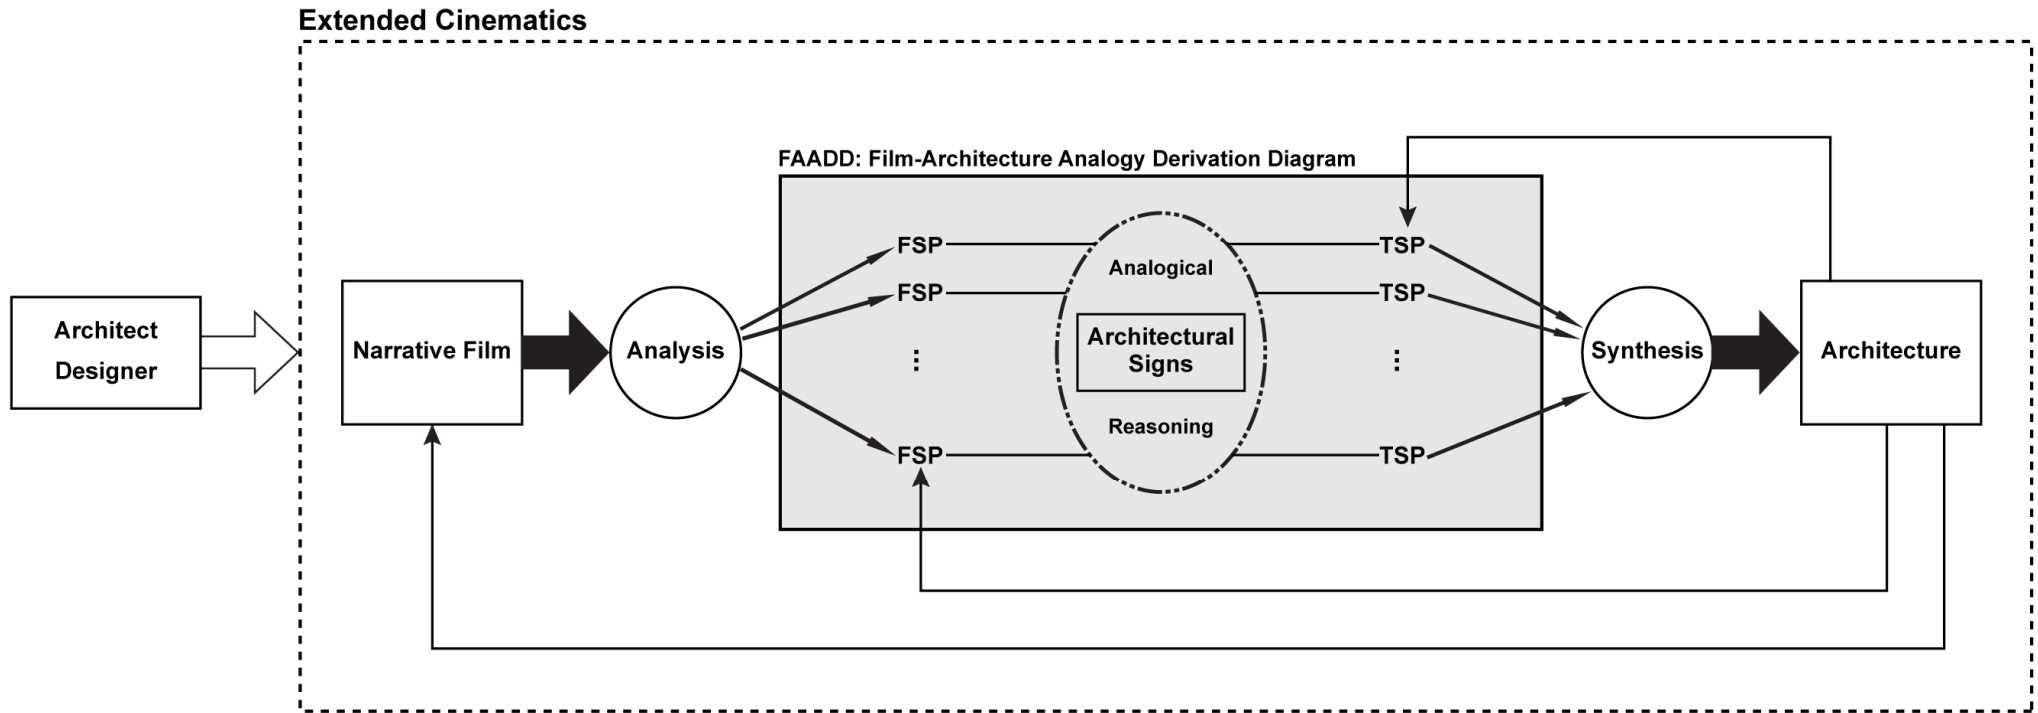 Extended Cinematics
FAADD: Film-Architecture Analogy Derivation Diagram
Architect
Designer
Narrative Film
Analysis
FSP
FSP
⋮
FSP
Analogical
Architectural
Signs
Reasoning
TSP
TSP
⋮
TSP
Synthesis
Architecture